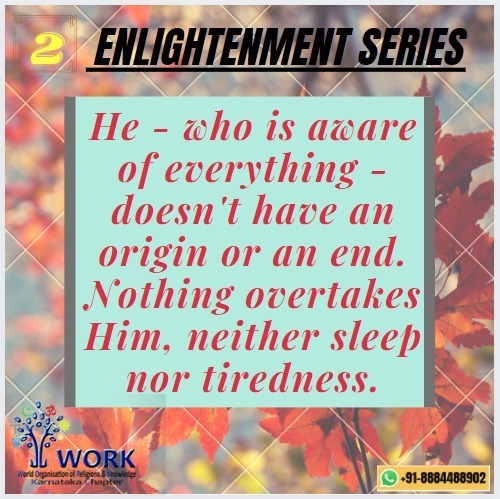 2 ENLIGHTENMENT SERIES
He - who is aware
of everything -
doesn't have an
origin or an end.
Nothing overtakes
Him, neither sleep
nor tiredness.
WORK
World Organisation of Religions & Knowledge
Karnataka Chapter
+91-8884488902